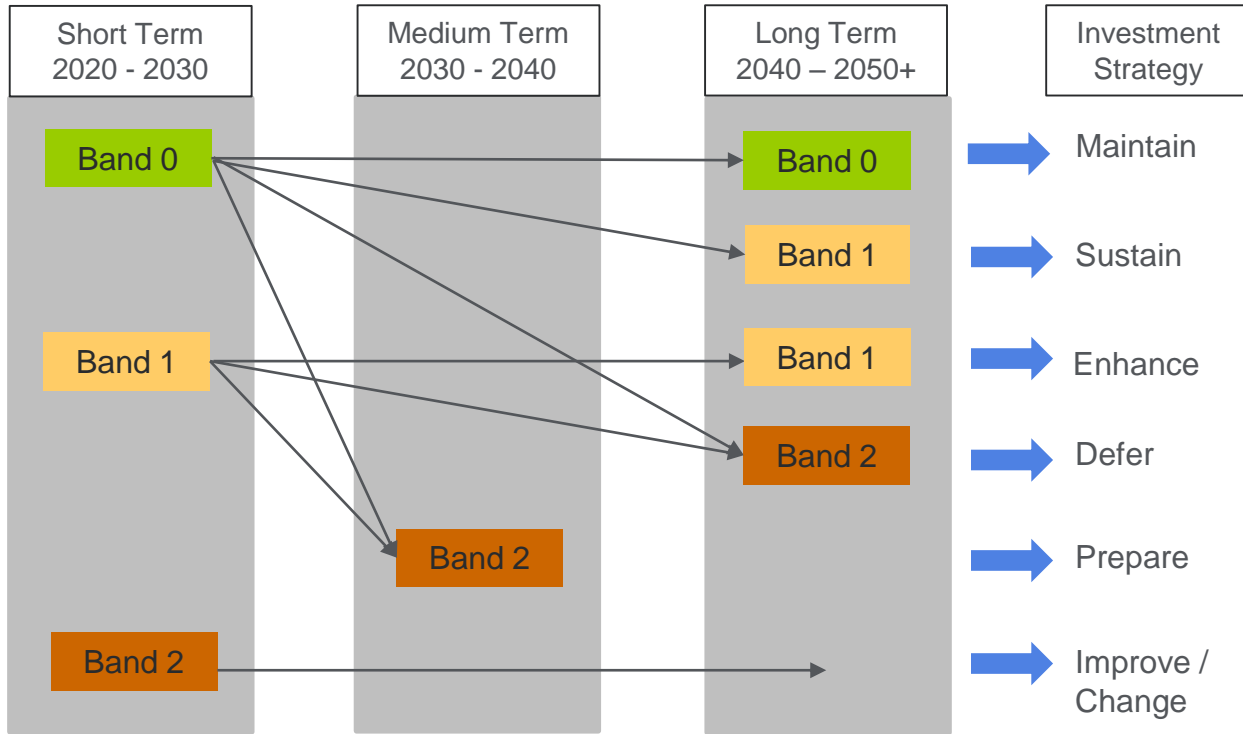 Short Term
2020 - 2030
Medium Term
2030 - 2040
Long Term
2040 – 2050+
Investment
Strategy
Band 0
Band 0
Maintain
Band 1
Sustain
Band 1
Band 1
Enhance
Band 2
Defer
Band 2
Prepare
Band 2
Improve /
Change